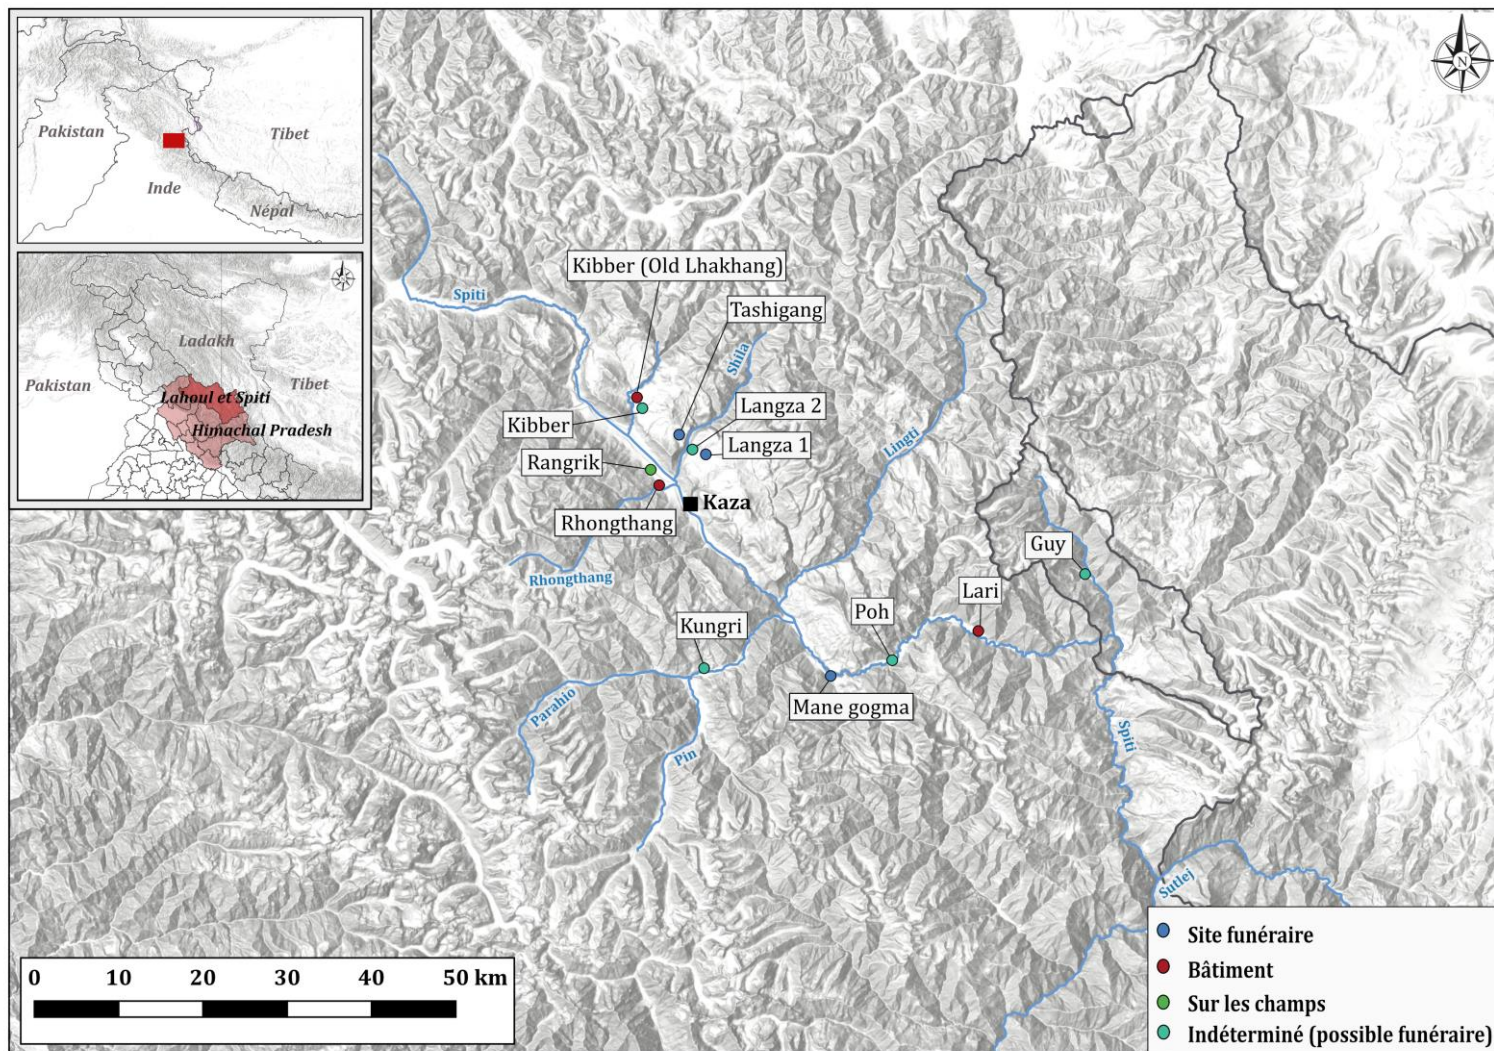 Pakistan
Tibet
Inde
Népal
Ladakh
Pakistan
Tibet
Lahoul et Spiti
Himachal Pradesh
N
Spiti
Kibber (Old Lhakhang)
Tashigang
Shila
Langza 2
Kibber
Langza 1
Lingti
Rangrik
Kaza
Rhongthang
Guy
Rhongthang
Lari
Poh
Kungri
Mane gogma
Parahio
Pin
Spiti
Sutlej
Site funéraire
Bâtiment
Sur les champs
Indéterminé (possible funéraire)
0 10 20 30 40 50 km